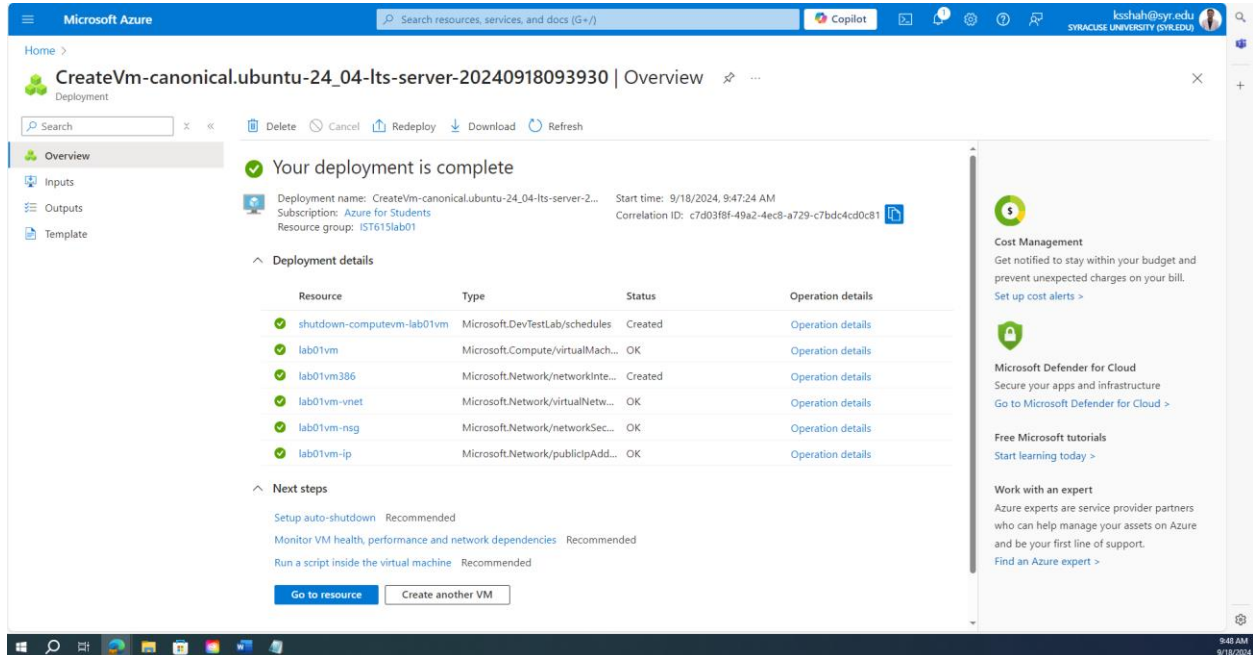 Microsoft Azure
Search resources, services, and docs (G+/)
Copilot
1
ksshah@syr.edu
SYRACUSE UNIVERSITY (SYR.EDU)
Home >
CreateVm-canonical.ubuntu-24_04-lts-server-20240918093930 | Overview
Deployment
Search
Delete Cancel Redeploy Download Refresh
Overview
Inputs
Outputs
Template
Your deployment is complete
Deployment name: CreateVm-canonical.ubuntu-24_04-lts-server-2...
Subscription: Azure for Students
Resource group: IST615lab01
Start time: 9/18/2024, 9:47:24 AM
Correlation ID: c7d03f8f-49a2-4ec8-a729-c7bdc4cd0c81
Deployment details
Resource Type Status Operation details
shutdown-computevm-lab01vm Microsoft.DevTestLab/schedules Created Operation details
lab01vm Microsoft.Compute/virtualMach... OK Operation details
lab01vm386 Microsoft.Network/networkInte... Created Operation details
lab01vm-vnet Microsoft.Network/virtualNetw... OK Operation details
lab01vm-nsg Microsoft.Network/networkSec... OK Operation details
lab01vm-ip Microsoft.Network/publicIpAdd... OK Operation details
Next steps
Setup auto-shutdown Recommended
Monitor VM health, performance and network dependencies Recommended
Run a script inside the virtual machine Recommended
Go to resource Create another VM
Cost Management
Get notified to stay within your budget and
prevent unexpected charges on your bill.
Set up cost alerts >
Microsoft Defender for Cloud
Secure your apps and infrastructure
Go to Microsoft Defender for Cloud >
Free Microsoft tutorials
Start learning today >
Work with an expert
Azure experts are service provider partners
who can help manage your assets on Azure
and be your first line of support.
Find an Azure expert >
9:48 AM
9/18/2024